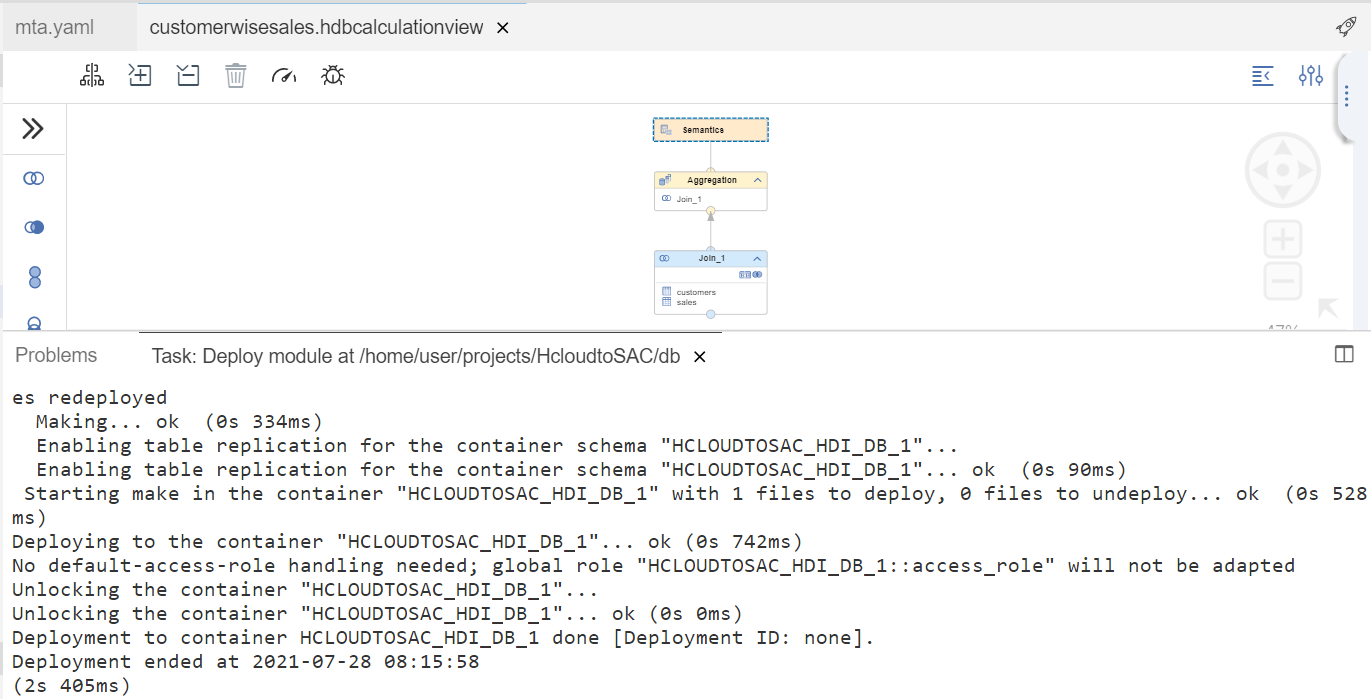 mta.yaml
customerwisesales.hdbcalculationview
Semantics
Aggregation
Join_1
Join_1
customers
sales
Problems
Task: Deploy module at /home/user/projects/HcloudtoSAC/db
es redeployed
Making... ok (0s 334ms)
Enabling table replication for the container schema "HCLOUDTOSAC_HDI_DB_1"...
Enabling table replication for the container schema "HCLOUDTOSAC_HDI_DB_1"... ok (0s 90ms)
Starting make in the container "HCLOUDTOSAC_HDI_DB_1" with 1 files to deploy, 0 files to undeploy... ok (0s 528
ms)
Deploying to the container "HCLOUDTOSAC_HDI_DB_1"... ok (0s 742ms)
No default-access-role handling needed; global role "HCLOUDTOSAC_HDI_DB_1::access_role" will not be adapted
Unlocking the container "HCLOUDTOSAC_HDI_DB_1"...
Unlocking the container "HCLOUDTOSAC_HDI_DB_1"... ok (0s 0ms)
Deployment to container HCLOUDTOSAC_HDI_DB_1 done [Deployment ID: none].
Deployment ended at 2021-07-28 08:15:58
(2s 405ms)